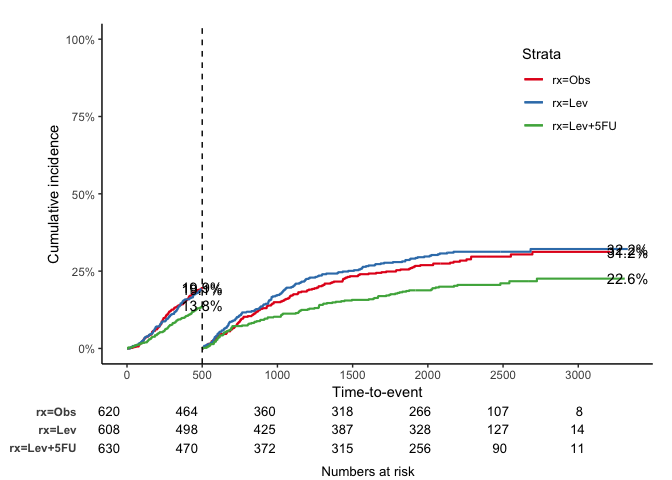 100%
Strata
rx=Obs
rx=Lev
rx=Lev+5FU
75%
Cumulative incidence
50%
25%
13.8%
22.6%
0%
0 500 1000 1500 2000 2500 3000
Time-to-event
rx=Obs 620 464 360 318 266 107 8
rx=Lev 608 498 425 387 328 127 14
rx=Lev+5FU 630 470 372 315 256 90 11
Numbers at risk